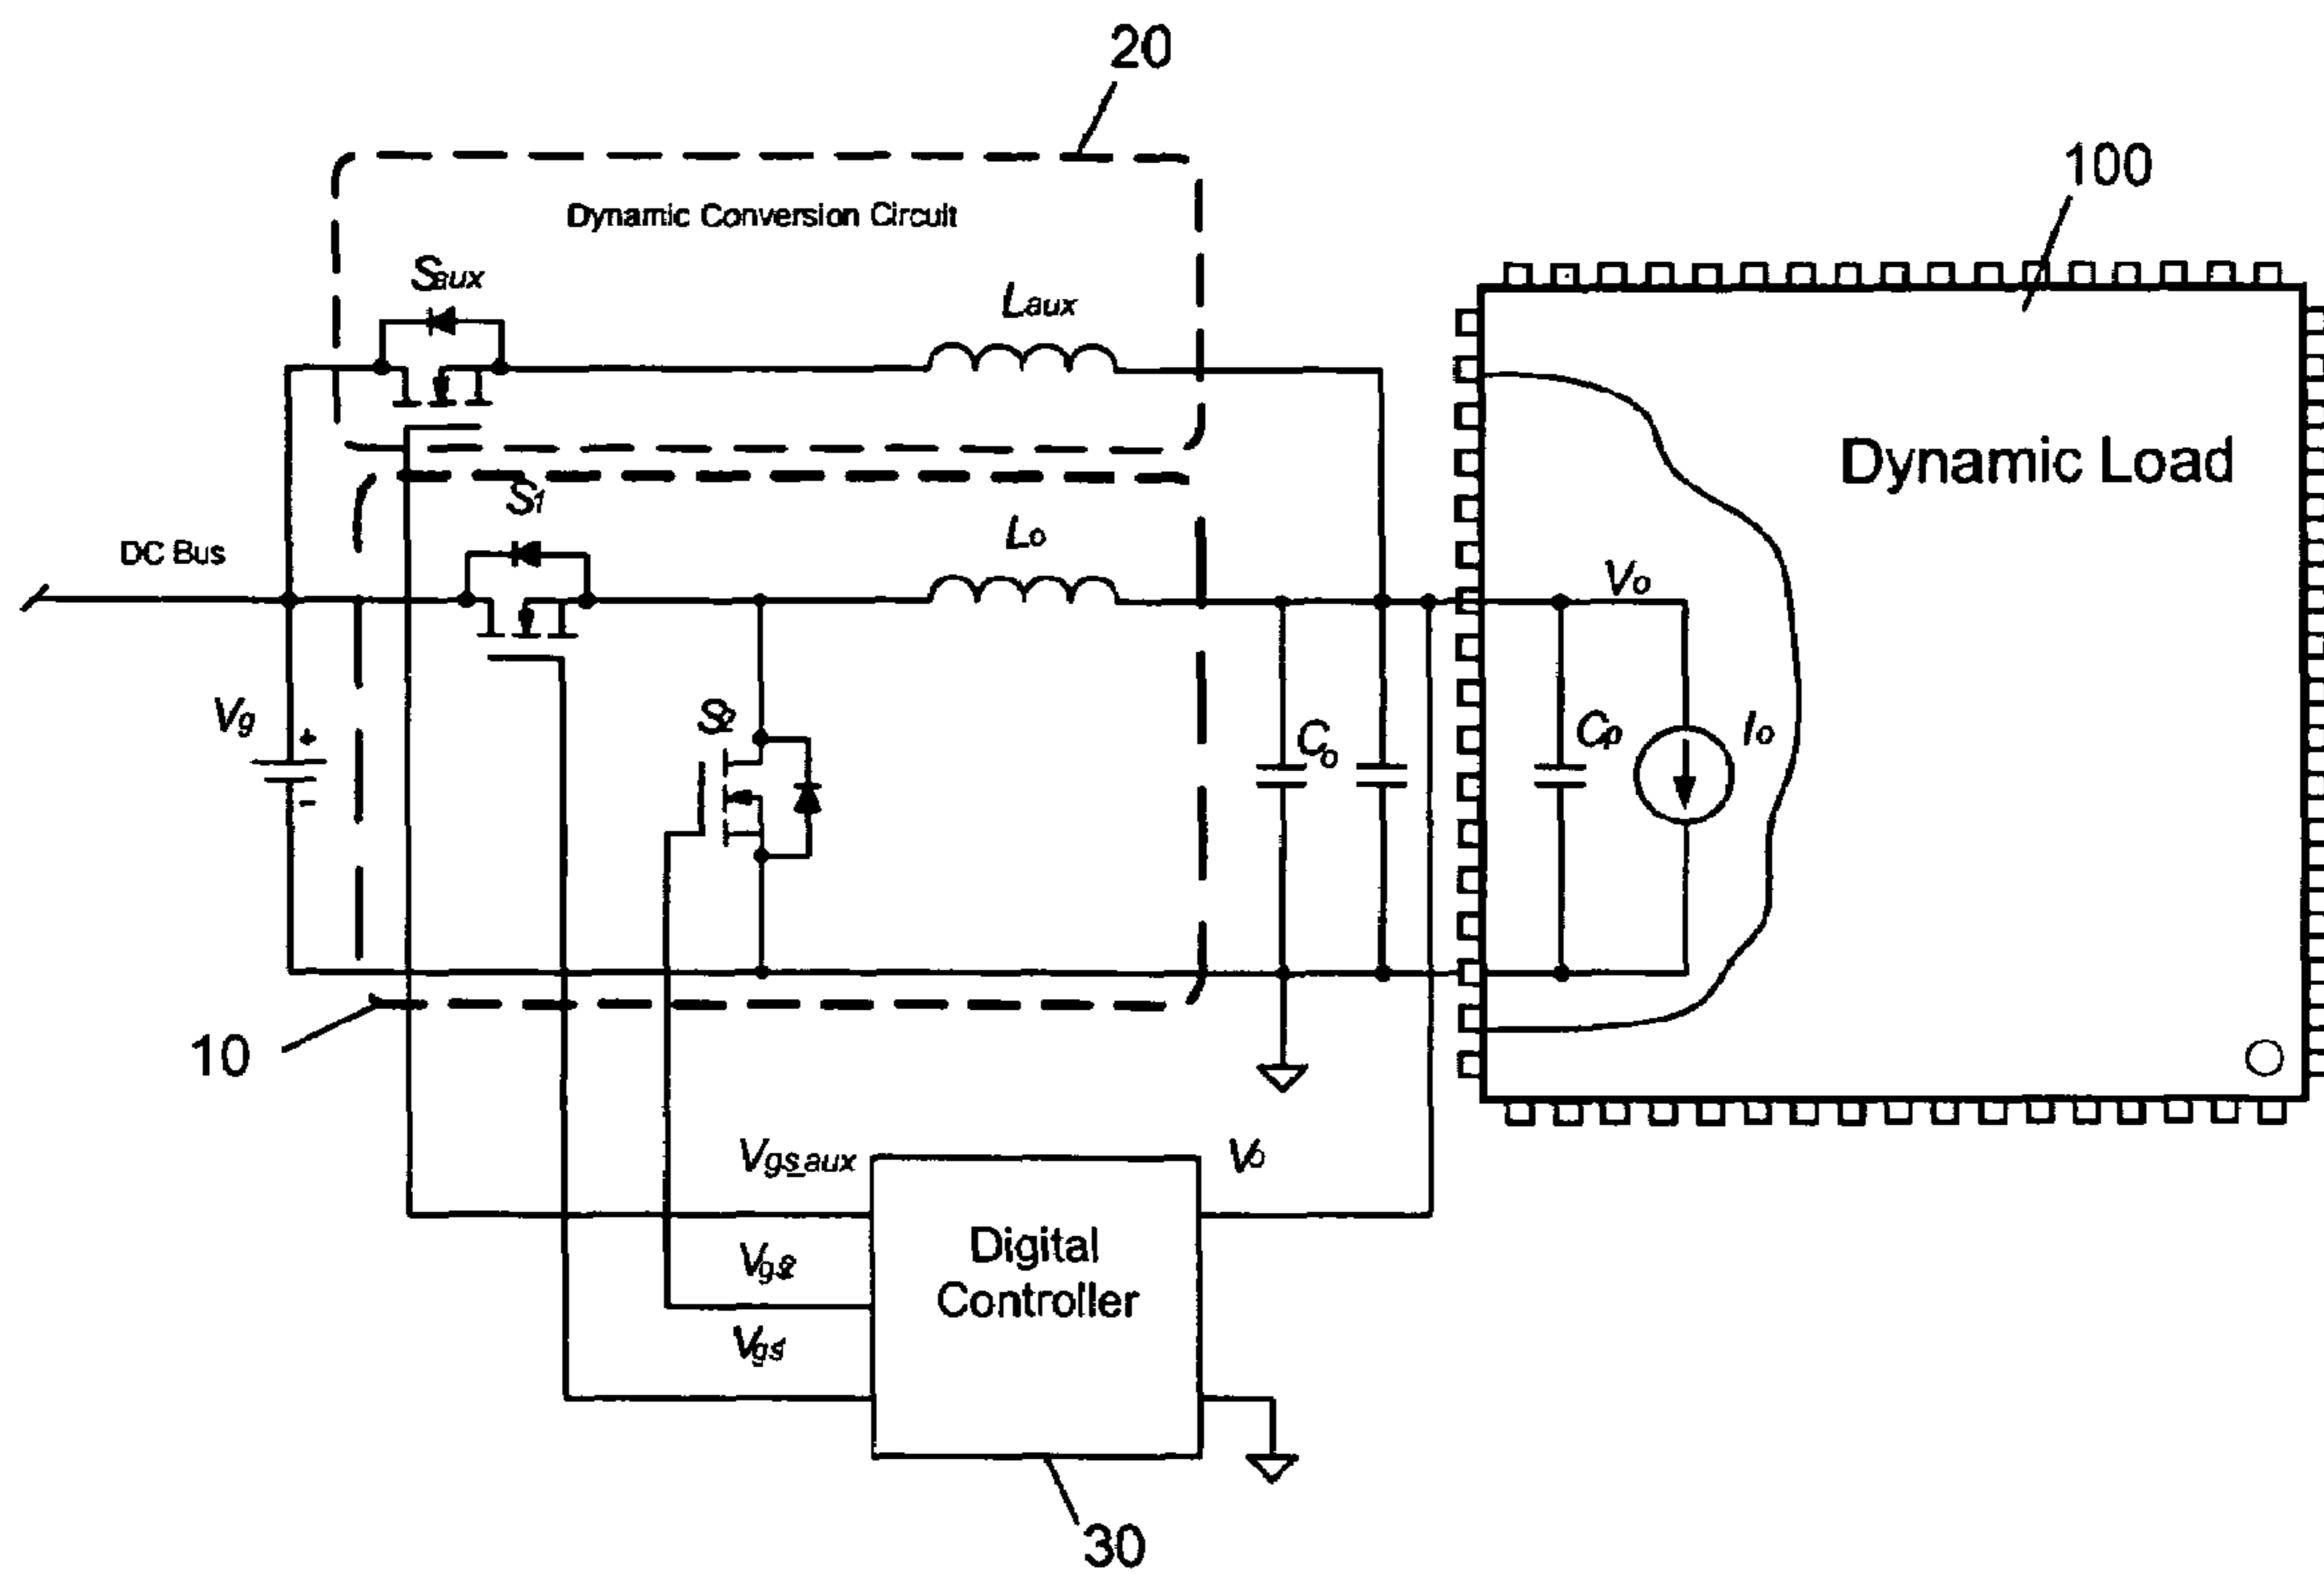 20
100
Dynamic Conversion Circuit
Saux
Laux
Dynamic Load
S1
Lo
DC Bus
Vo
Vg
+
-
S2
Co
Cp
Io
10
Vgs_aux
Vo
Digital
Controller
Vgs2
Vgs1
30